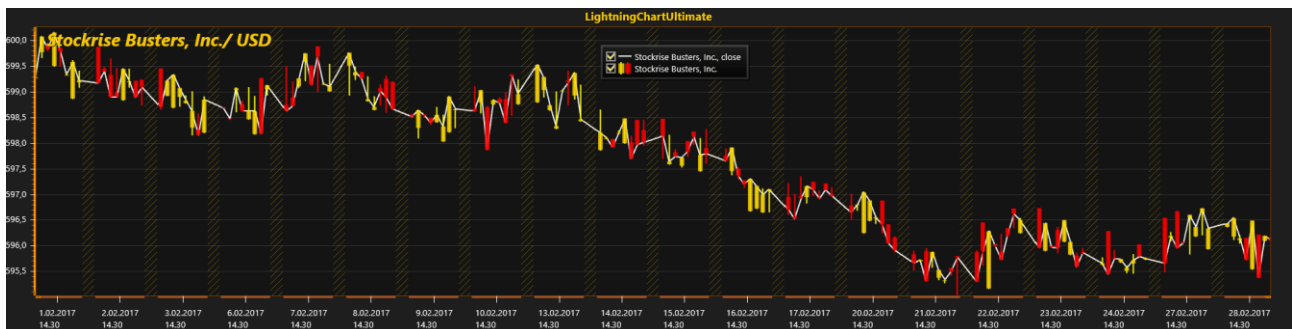 LightningChartUltimate
Stockrise Busters, Inc./ USD
Stockrise Busters, Inc., close
Stockrise Busters, Inc.
600,0
599,5
599,0
598,5
598,0
597,5
597,0
596,5
596,0
595,5
1.02.2017 2.02.2017 3.02.2017 6.02.2017 7.02.2017 8.02.2017 9.02.2017 10.02.2017 13.02.2017 14.02.2017 15.02.2017 16.02.2017 17.02.2017 20.02.2017 21.02.2017 22.02.2017 23.02.2017 24.02.2017 27.02.2017 28.02.2017
14.30 14.30 14.30 14.30 14.30 14.30 14.30 14.30 14.30 14.30 14.30 14.30 14.30 14.30 14.30 14.30 14.30 14.30 14.30 14.30